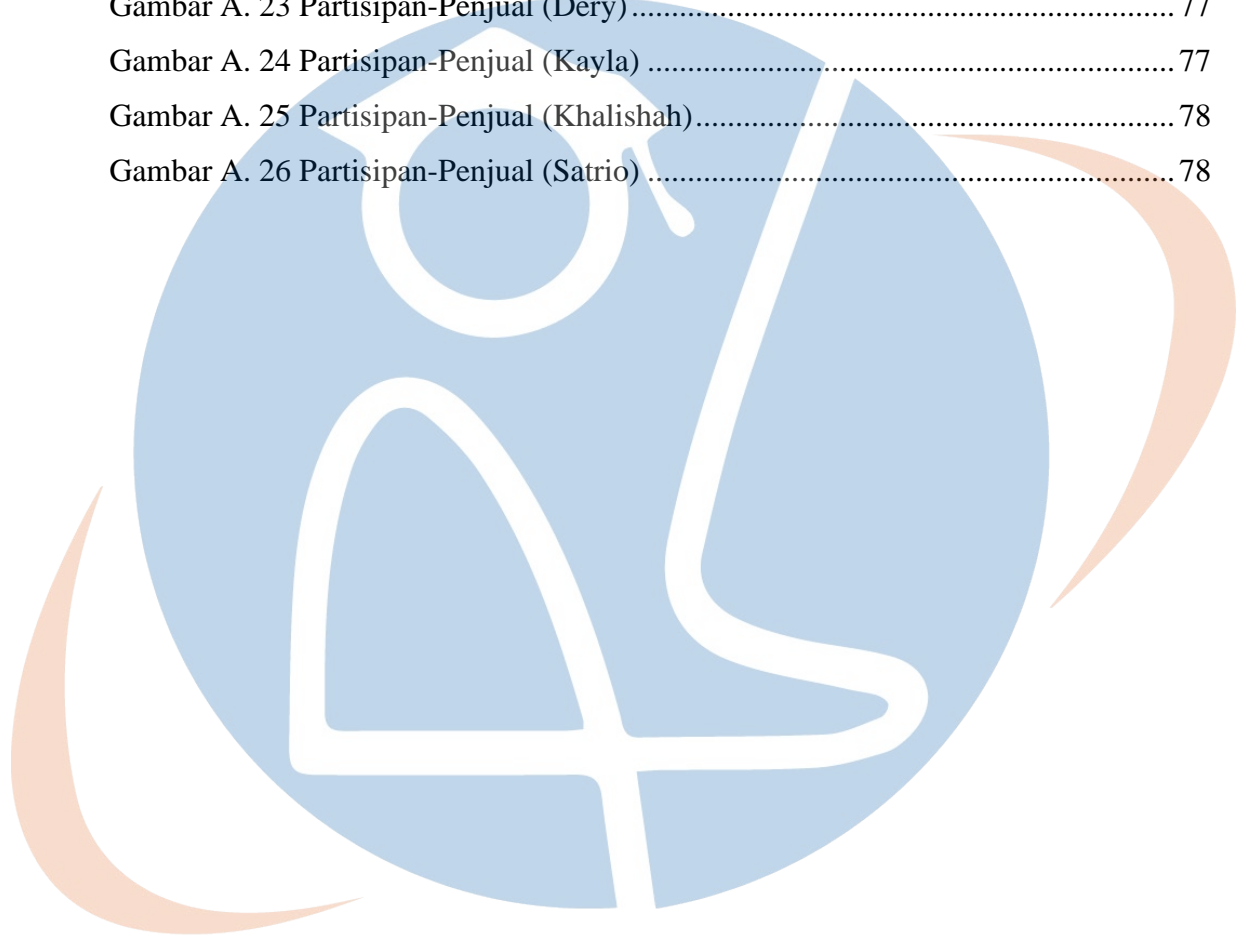 Gambar A. 23 Partisipan-Penjual (Dery) ................................................................ 77
Gambar A. 24 Partisipan-Penjual (Kayla) ............................................................... 77
Gambar A. 25 Partisipan-Penjual (Khalishah) ......................................................... 78
Gambar A. 26 Partisipan-Penjual (Satrio) ............................................................... 78